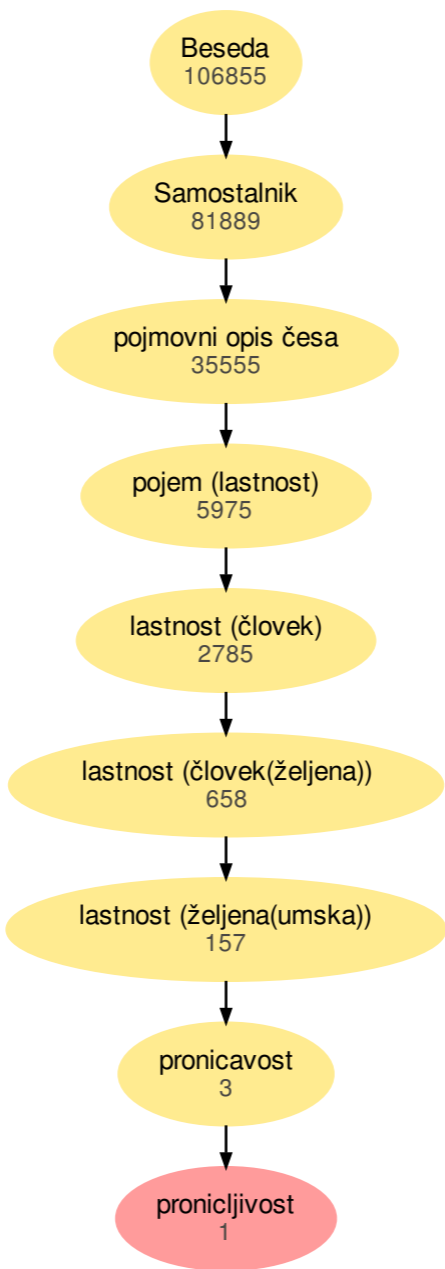 Beseda
106855
Samostalnik
81889
pojmovni opis česa
35555
pojem (lastnost)
5975
lastnost (človek)
2785
lastnost (človek(željena))
658
lastnost (željena(umska))
157
pronicavost
3
pronicljivost
1